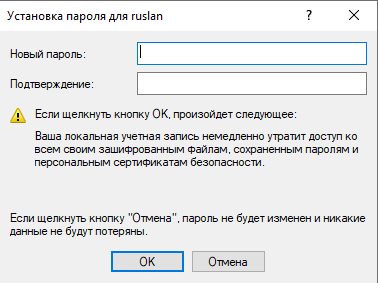 Установка пароля для ruslan
Новый пароль:
Подтверждение:
Если щелкнуть кнопку OK, произойдет следующее:
Ваша локальная учетная запись немедленно утратит доступ ко
всем своим зашифрованным файлам, сохраненным паролям и
персональным сертификатам безопасности.
Если щелкнуть кнопку "Отмена", пароль не будет изменен и никакие
данные не будут потеряны.
OK
Отмена